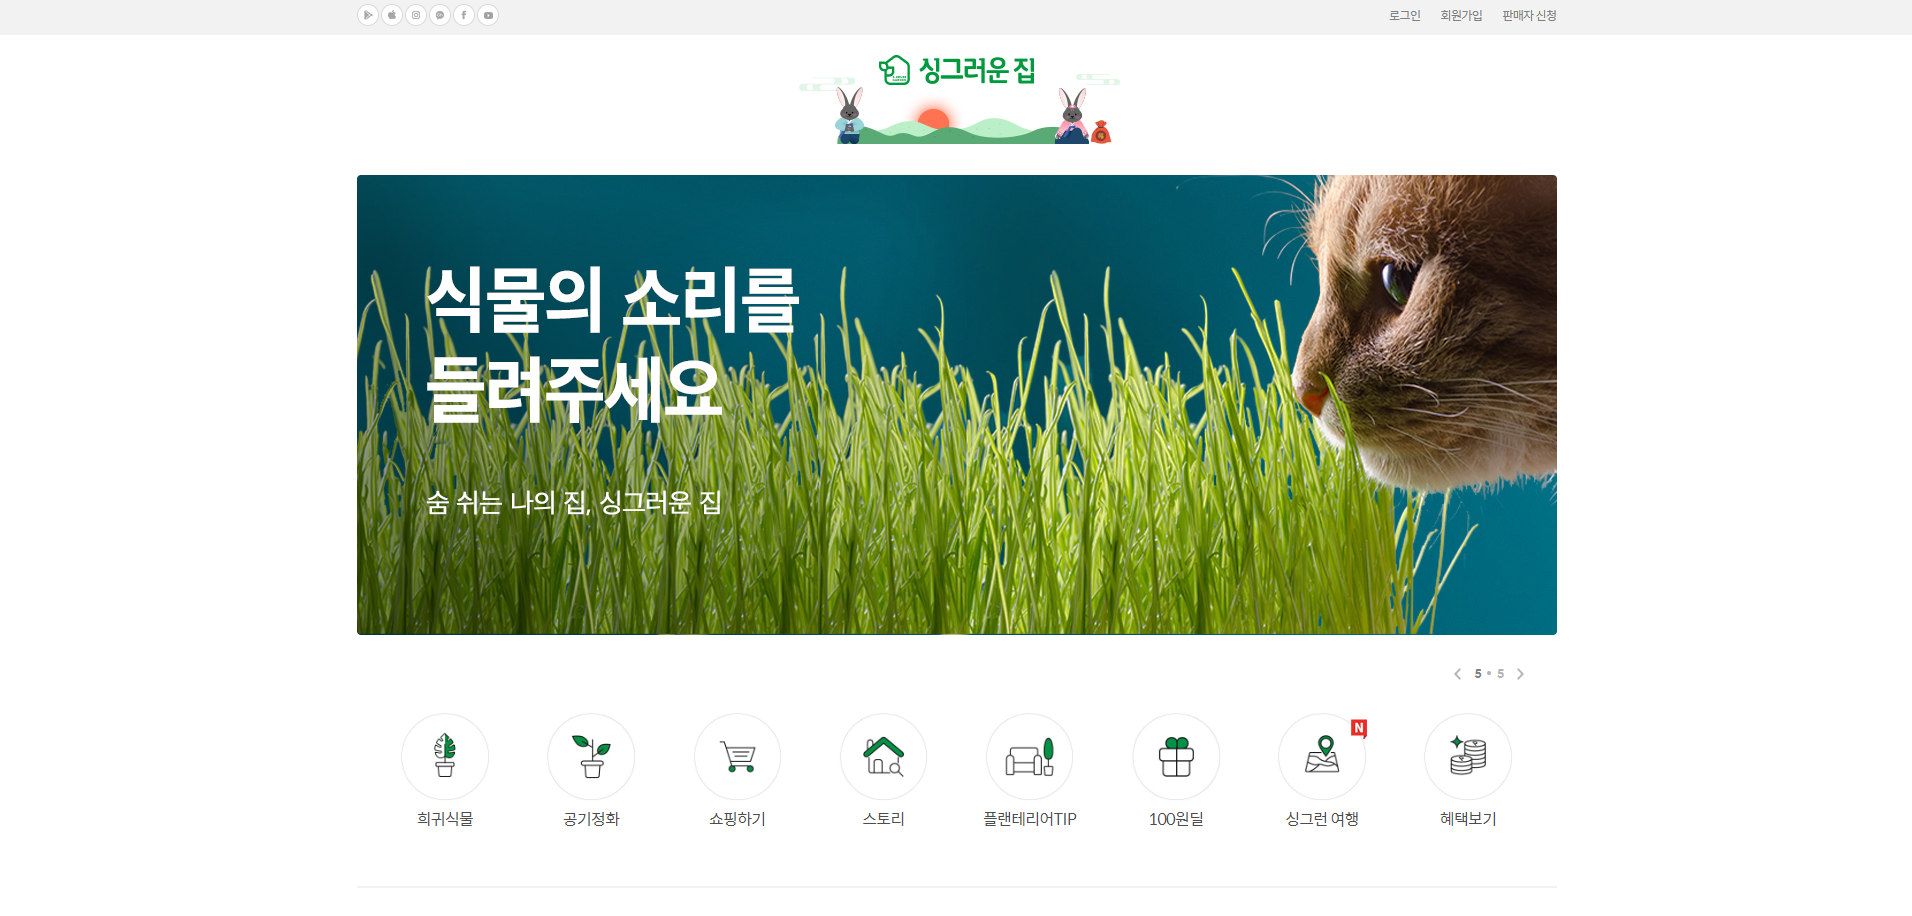 로그인 회원가입 판매자 신청
싱그러운 집
식물의 소리를
들려주세요
숨 쉬는 나의 집, 싱그러운 집
5 • 5
N
희귀식물 공기정화 쇼핑하기 스토리 플랜테리어TIP 100원딜 싱그런 여행 혜택보기